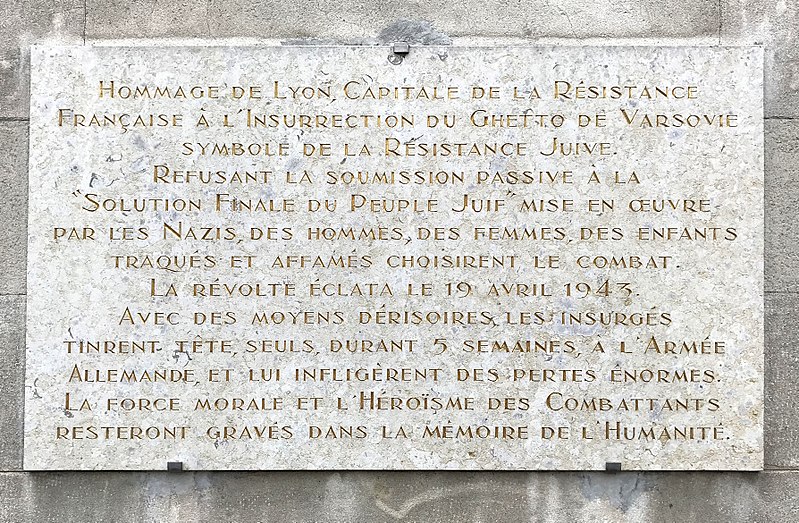 Hommage de Lyon Capitale de la Résistance
Française à l'Insurrection du Ghetto de Varsovie
symbole de la Résistance Juive.
Refusant la soumission passive à la
"Solution Finale du Peuple Juif" mise en œuvre
par les Nazis, des hommes, des femmes, des enfants
traqués et affamés choisirent le combat.
La révolte éclata le 19 avril 1943.
Avec des moyens dérisoires, les insurgés
tinrent tête, seuls, durant 5 semaines, à l'Armée
Allemande, et lui infligèrent des pertes énormes.
La force morale et l'Héroïsme des Combattants
resteront gravés dans la mémoire de l'Humanité.